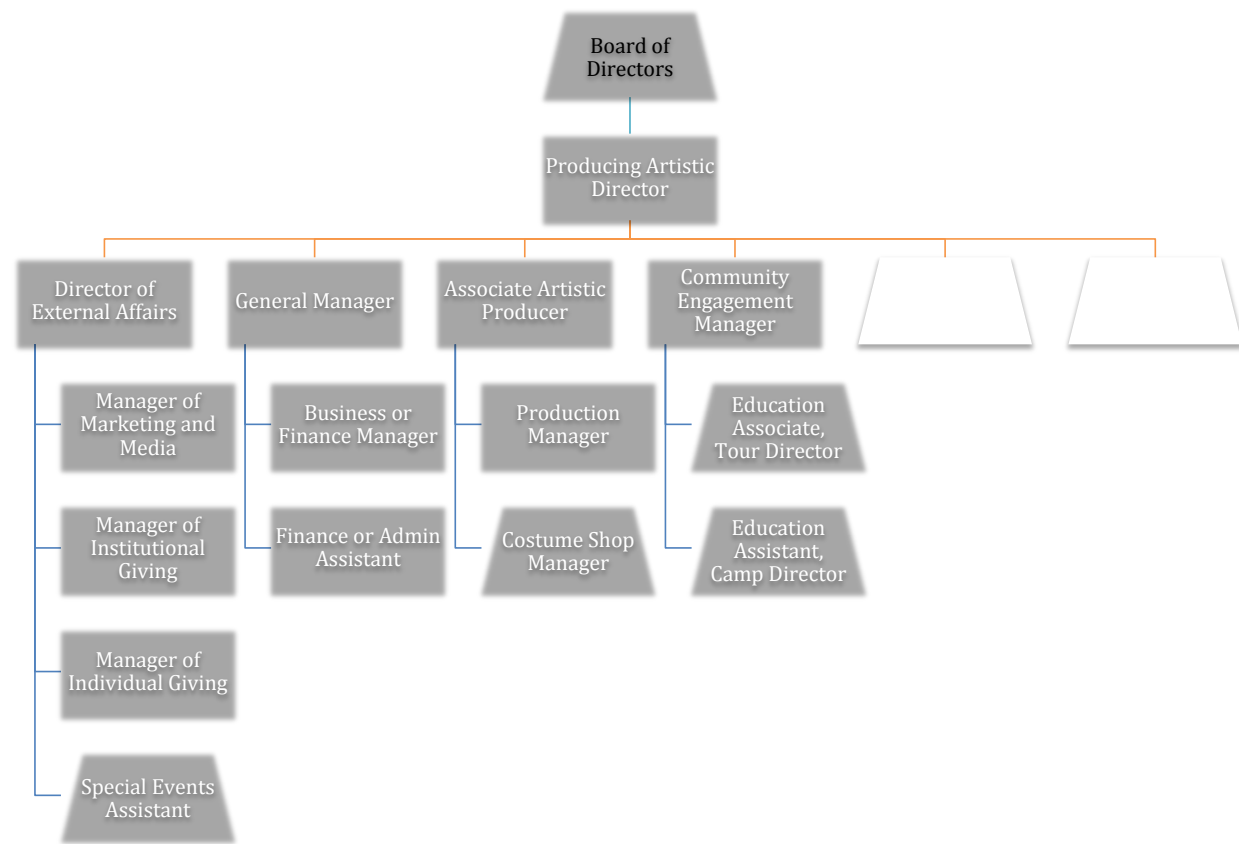 Board of
Directors
Producing Artistic
Director
Director of
External Affairs
General Manager
Associate Artistic
Producer
Community
Engagement
Manager
Manager of
Marketing and
Media
Business or
Finance Manager
Production
Manager
Education
Associate,
Tour Director
Manager of
Institutional
Giving
Finance or Admin
Assistant
Costume Shop
Manager
Education
Assistant,
Camp Director
Manager of
Individual Giving
Special Events
Assistant